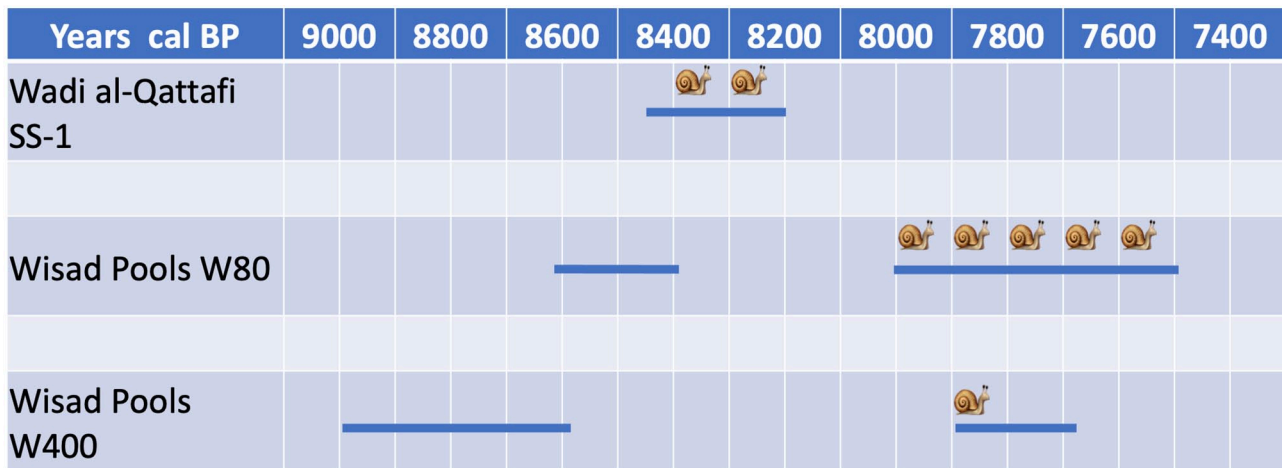 Years cal BP 9000 8800 8600 8400 8200 8000 7800 7600 7400
Wadi al-Qattafi
SS-1
Wisad Pools W80
Wisad Pools
W400